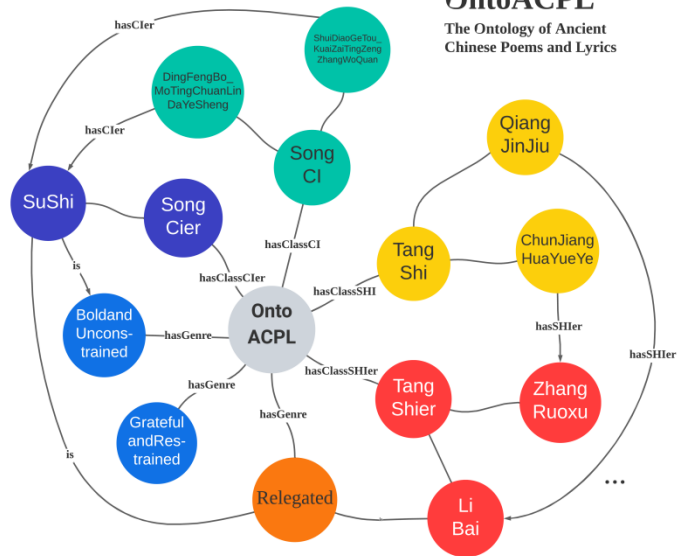 OntoACPL
The Ontology of Ancient
Chinese Poems and Lyrics
hasCIer
ShuiDiaoGeTou_
KuaiZaiTingZeng
ZhangWoQuan
DingFengBo_
MoTingChuanLin
DaYeSheng
hasCIer
Song
CI
Qiang
JinJiu
SuShi
Song
Cier
hasClassCI
Tang
Shi
ChunJiang
HuaYueYe
is
hasClassCIer
hasClassSHI
Boldand
Uncons-
trained
hasGenre
Onto
ACPL
hasSHIer
hasSHIer
hasClassSHIer
hasGenre
Tang
Shier
Zhang
Ruoxu
hasGenre
Grateful
andRes-
trained
is
Relegated
Li
Bai
...